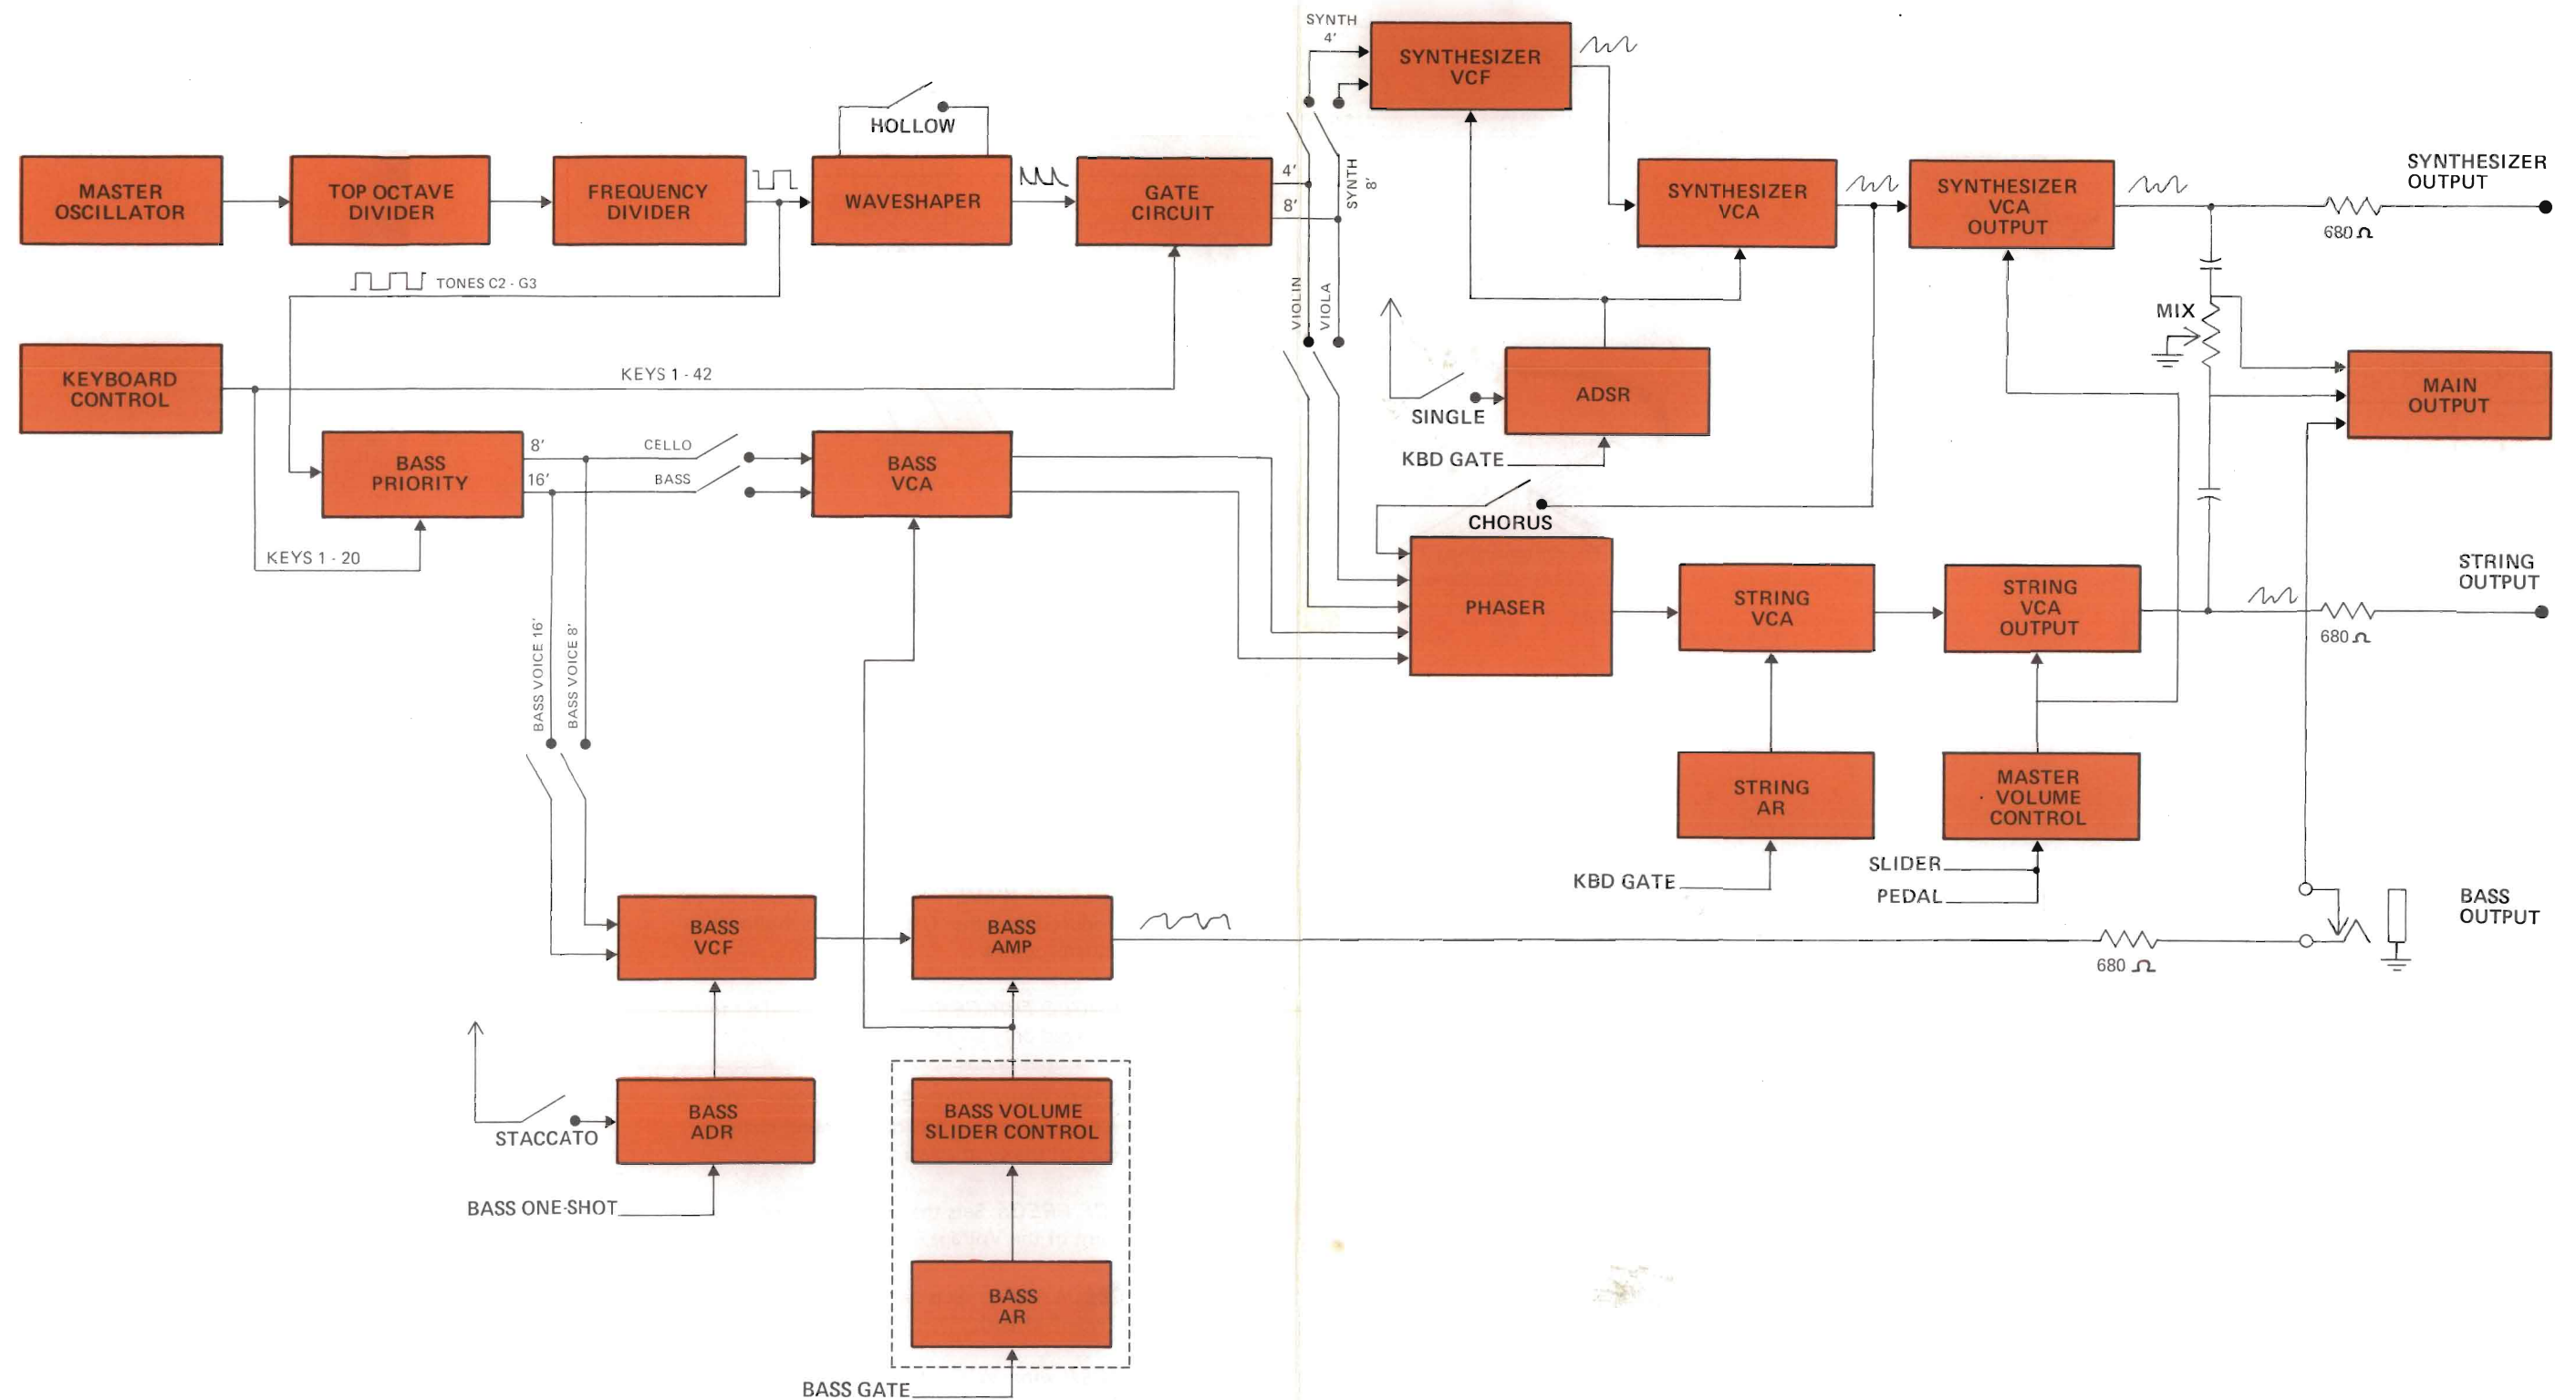 SYNTH
4'
SYNTHESIZER
VCF
HOLLOW
MASTER
OSCILLATOR
TOP OCTAVE
DIVIDER
FREQUENCY
DIVIDER
WAVESHAPER
GATE
CIRCUIT
4'
8'
SYNTH
8'
SYNTHESIZER
VCA
SYNTHESIZER
VCA
OUTPUT
SYNTHESIZER
OUTPUT
680 Ω
TONES C2 - G3
VIOLIN
VIOLA
MIX
KEYBOARD
CONTROL
KEYS 1 - 42
SINGLE
ADSR
KBD GATE
MAIN
OUTPUT
BASS
PRIORITY
8'
16'
CELLO
BASS
BASS
VCA
KEYS 1 - 20
CHORUS
PHASER
STRING
VCA
STRING
VCA
OUTPUT
STRING
OUTPUT
680 Ω
BASS VOICE 16'
BASS VOICE 8'
STRING
AR
MASTER
VOLUME
CONTROL
KBD GATE
SLIDER
PEDAL
BASS
VCF
BASS
AMP
680 Ω
BASS
OUTPUT
STACCATO
BASS
ADR
BASS ONE-SHOT
BASS VOLUME
SLIDER CONTROL
BASS
AR
BASS GATE